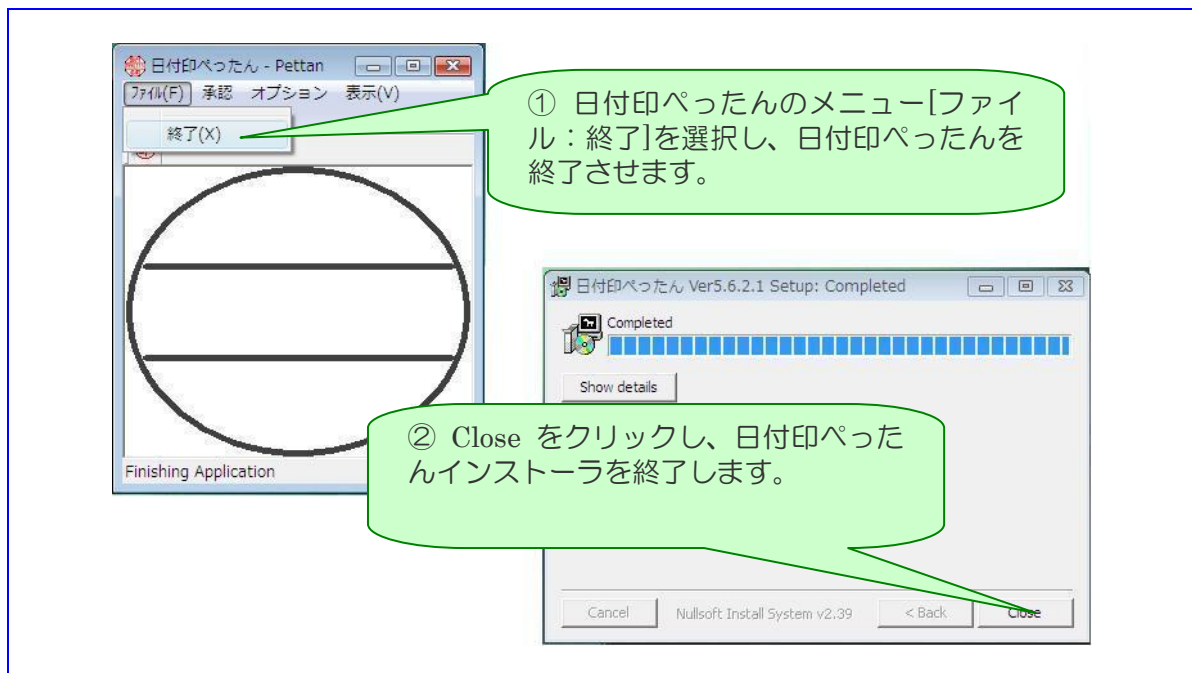 日付印ぺったん - Pettan
ファイル(F) 承認 オプション 表示(V)
終了(X)
① 日付印ぺったんのメニュー[ファイ
ル：終了]を選択し、日付印ぺったんを
終了させます。
日付印ぺったん Ver5.6.2.1 Setup: Completed
Completed
Show details
② Close をクリックし、日付印ぺった
んインストーラを終了します。
Finishing Application
Cancel Nullsoft Install System v2.39 < Back Close